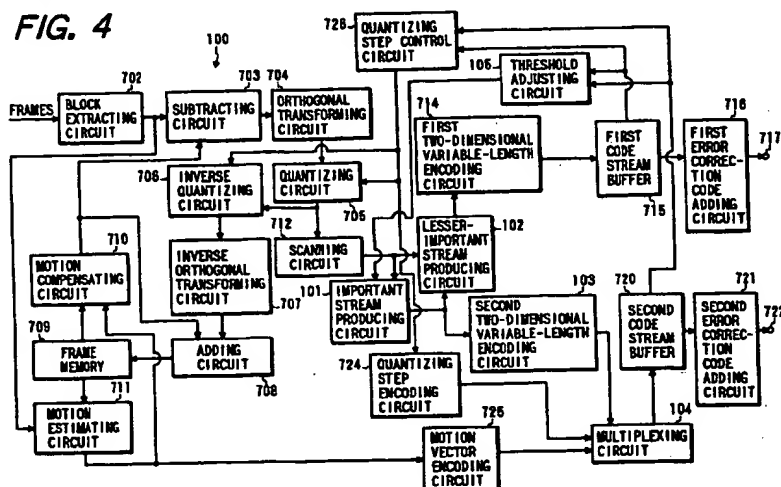 FIG. 4
100
FRAMES
702
BLOCK
EXTRACTING
CIRCUIT
703
SUBTRACTING
CIRCUIT
704
ORTHOGONAL
TRANSFORMING
CIRCUIT
726
QUANTIZING
STEP CONTROL
CIRCUIT
105
THRESHOLD
ADJUSTING
CIRCUIT
714
FIRST
TWO-DIMENSIONAL
VARIABLE-LENGTH
ENCODING
CIRCUIT
FIRST
CODE
STREAM
BUFFER
715
716
FIRST
ERROR
CORREC-
TION
CODE
ADDING
CIRCUIT
717
706
INVERSE
QUANTIZING
CIRCUIT
QUANTIZING
CIRCUIT
705
712
SCANNING
CIRCUIT
102
LESSER-
IMPORTANT
STREAM
PRODUCING
CIRCUIT
710
MOTION
COMPENSATING
CIRCUIT
INVERSE
ORTHOGONAL
TRANSFORMING
CIRCUIT
707
101
IMPORTANT
STREAM
PRODUCING
CIRCUIT
103
SECOND
TWO-DIMENSIONAL
VARIABLE-LENGTH
ENCODING
CIRCUIT
720
SECOND
CODE
STREAM
BUFFER
721
SECOND
ERROR
CORREC-
TION
CODE
ADDING
CIRCUIT
722
709
FRAME
MEMORY
ADDING
CIRCUIT
708
724
QUANTIZING
STEP
ENCODING
CIRCUIT
711
MOTION
ESTIMATING
CIRCUIT
725
MOTION
VECTOR
ENCODING
CIRCUIT
104
MULTIPLEXING
CIRCUIT